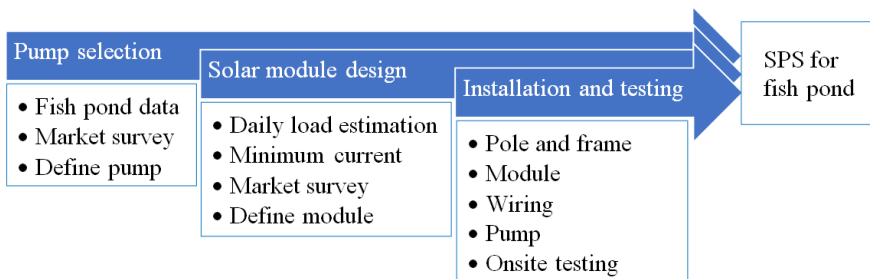 Pump selection
• Fish pond data
• Market survey
• Define pump
Solar module design
• Daily load estimation
• Minimum current
• Market survey
• Define module
Installation and testing
• Pole and frame
• Module
• Wiring
• Pump
• Onsite testing
SPS for
fish pond